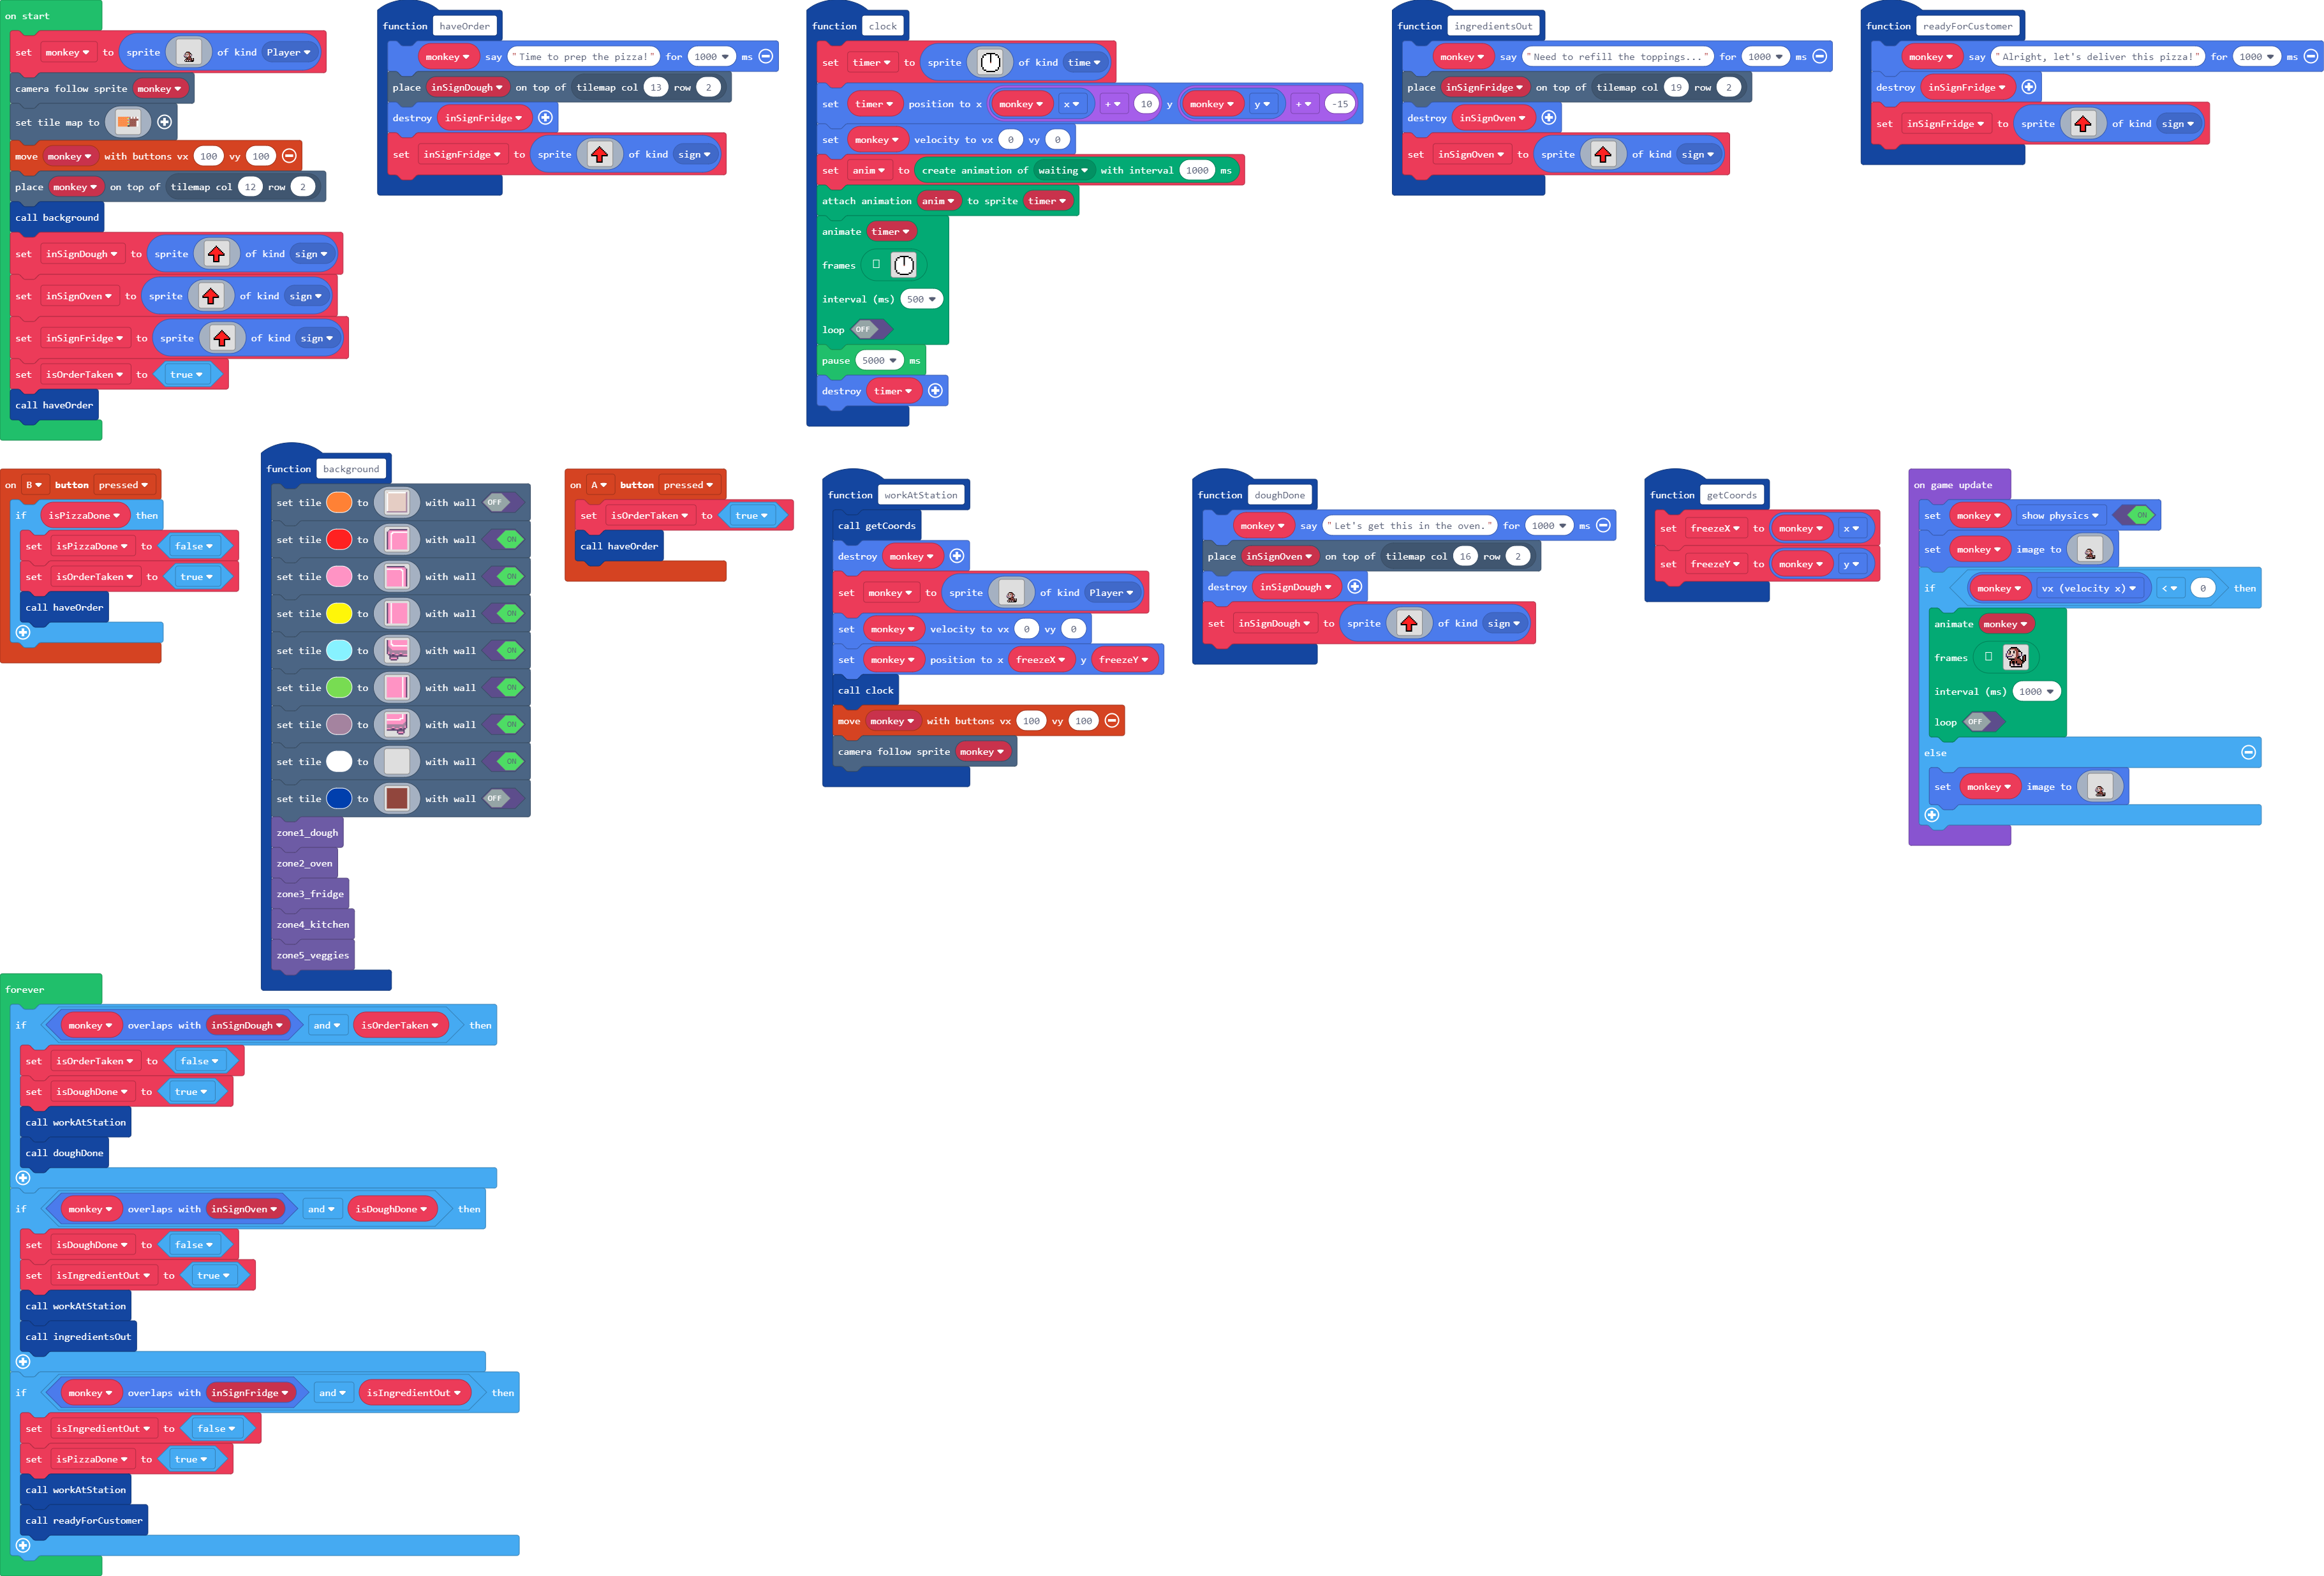 on start
set monkey to sprite of kind Player
camera follow sprite monkey
set tile map to
move monkey with buttons vx 100 vy 100
place monkey on top of tilemap col 12 row 2
call background
set inSignDough to sprite of kind sign
set inSignOven to sprite of kind sign
set inSignFridge to sprite of kind sign
set isOrderTaken to true
call haveOrder
function haveOrder
monkey say "Time to prep the pizza!" for 1000 ms
place inSignDough on top of tilemap col 13 row 2
destroy inSignFridge
set inSignFridge to sprite of kind sign
function clock
set timer to sprite of kind time
set timer position to x monkey x + 10 y monkey y + -15
set monkey velocity to vx 0 vy 0
set anim to create animation of waiting with interval 1000 ms
attach animation anim to sprite timer
animate timer
frames
interval (ms) 500
loop OFF
pause 5000 ms
destroy timer
function ingredientsOut
monkey say "Need to refill the toppings..." for 1000 ms
place inSignFridge on top of tilemap col 19 row 2
destroy inSignOven
set inSignOven to sprite of kind sign
function readyForCustomer
monkey say "Alright, let's deliver this pizza!" for 1000 ms
destroy inSignFridge
set inSignFridge to sprite of kind sign
on B button pressed
if isPizzaDone then
set isPizzaDone to false
set isOrderTaken to true
call haveOrder
function background
set tile to with wall OFF
set tile to with wall ON
set tile to with wall ON
set tile to with wall ON
set tile to with wall ON
set tile to with wall ON
set tile to with wall ON
set tile to with wall ON
set tile to with wall OFF
zone1_dough
zone2_oven
zone3_fridge
zone4_kitchen
zone5_veggies
on A button pressed
set isOrderTaken to true
call haveOrder
function workAtStation
call getCoords
destroy monkey
set monkey to sprite of kind Player
set monkey velocity to vx 0 vy 0
set monkey position to x freezeX y freezeY
call clock
move monkey with buttons vx 100 vy 100
camera follow sprite monkey
function doughDone
monkey say "Let's get this in the oven." for 1000 ms
place inSignOven on top of tilemap col 16 row 2
destroy inSignDough
set inSignDough to sprite of kind sign
function getCoords
set freezeX to monkey x
set freezeY to monkey y
on game update
set monkey show physics ON
set monkey image to
if monkey vx (velocity x) < 0 then
animate monkey
frames
interval (ms) 1000
loop OFF
else
set monkey image to
forever
if monkey overlaps with inSignDough and isOrderTaken then
set isOrderTaken to false
set isDoughDone to true
call workAtStation
call doughDone
if monkey overlaps with inSignOven and isDoughDone then
set isDoughDone to false
set isIngredientOut to true
call workAtStation
call ingredientsOut
if monkey overlaps with inSignFridge and isIngredientOut then
set isIngredientOut to false
set isPizzaDone to true
call workAtStation
call readyForCustomer